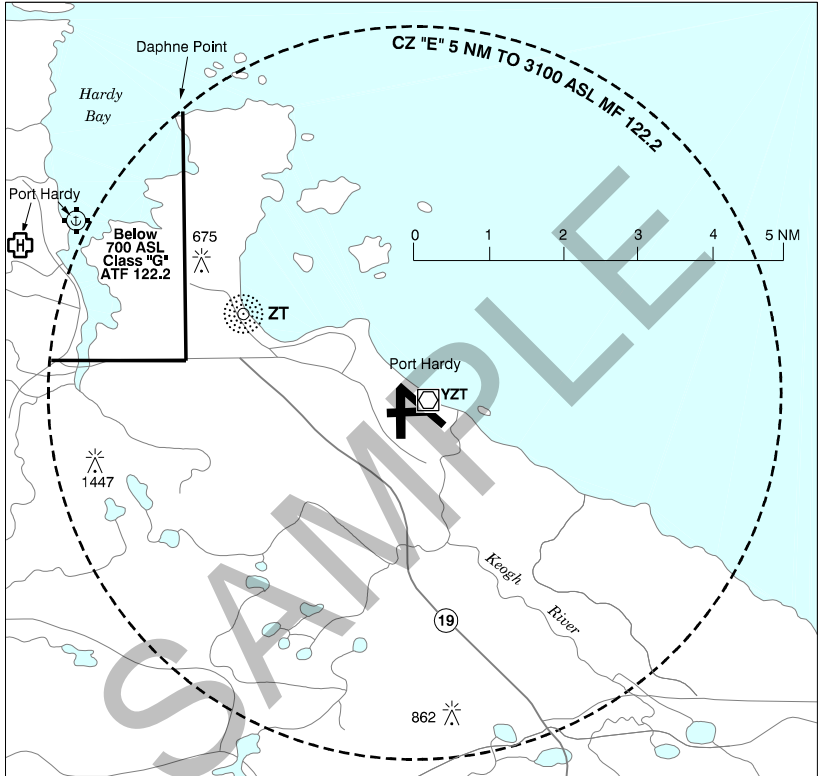 CZ "E" 5 NM TO 3100 ASL MF 122.2
Daphne Point
Hardy
Bay
Port Hardy
H
Below
700 ASL
Class "G"
ATF 122.2
675
0 1 2 3 4 5 NM
ZT
Port Hardy
YZT
1447
Keogh
River
19
862
SAMPLE